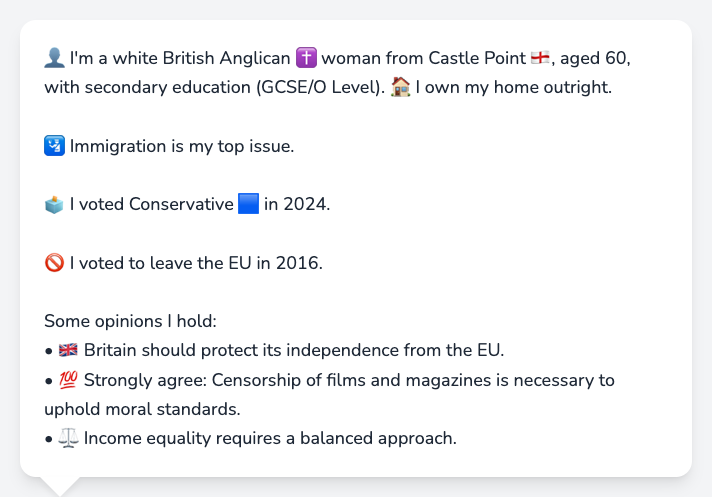 👤 I'm a white British Anglican ✝️ woman from Castle Point 🏴󠁧󠁢󠁥󠁮󠁧󠁿, aged 60,
with secondary education (GCSE/O Level). 🏠 I own my home outright.
🛂 Immigration is my top issue.
🗳️ I voted Conservative 🟦 in 2024.
🚫 I voted to leave the EU in 2016.
Some opinions I hold:
• 🇬🇧 Britain should protect its independence from the EU.
• 💯 Strongly agree: Censorship of films and magazines is necessary to
uphold moral standards.
• ⚖️ Income equality requires a balanced approach.